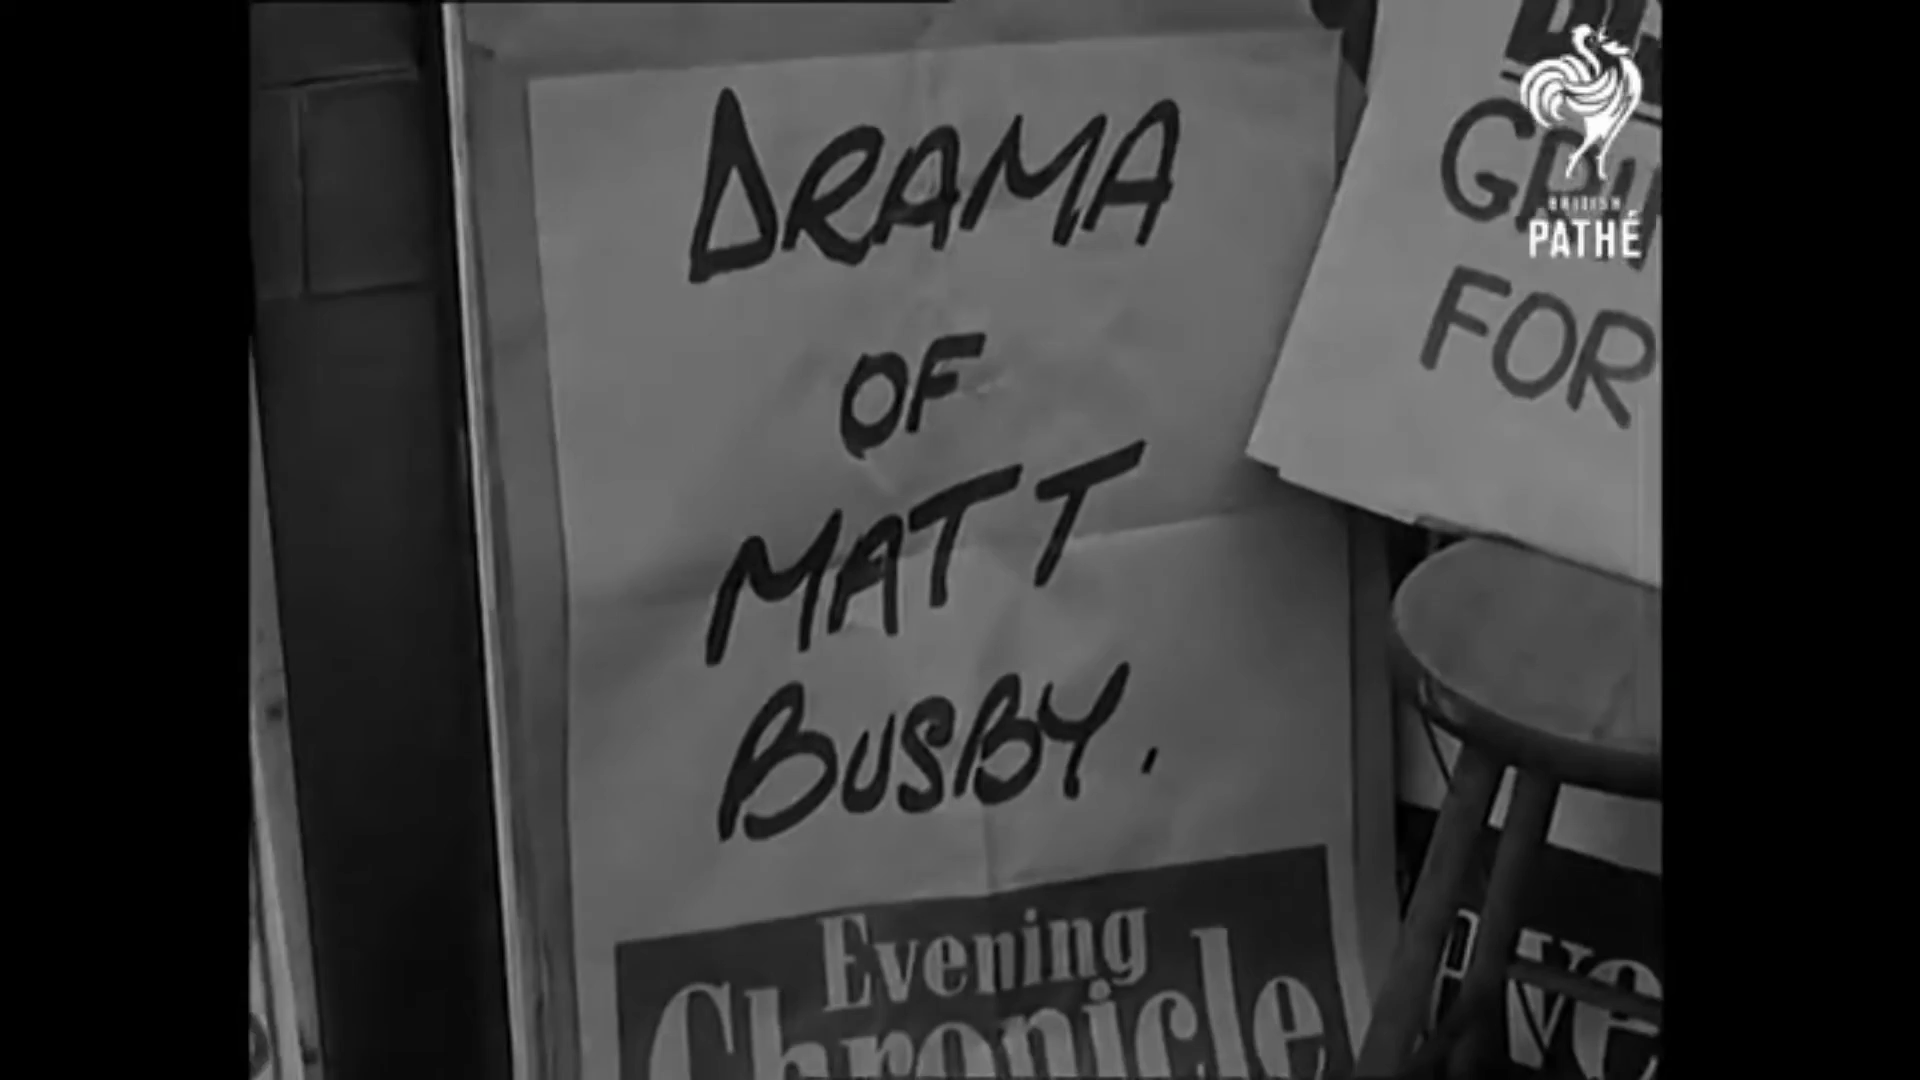 DRAMA
OF
MATT
BUSBY.
Evening
Chronicle
FOR
BRITISH
PATHÉ